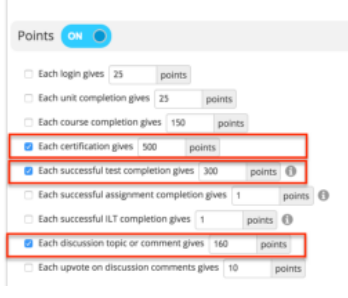 Points ON
Each login gives 25 points
Each unit completion gives 25 points
Each course completion gives 150 points
Each certification gives 500 points
Each successful test completion gives 300 points
Each successful assignment completion gives 1 points
Each successful ILT completion gives 1 points
Each discussion topic or comment gives 160 points
Each upvote on discussion comments gives 10 points